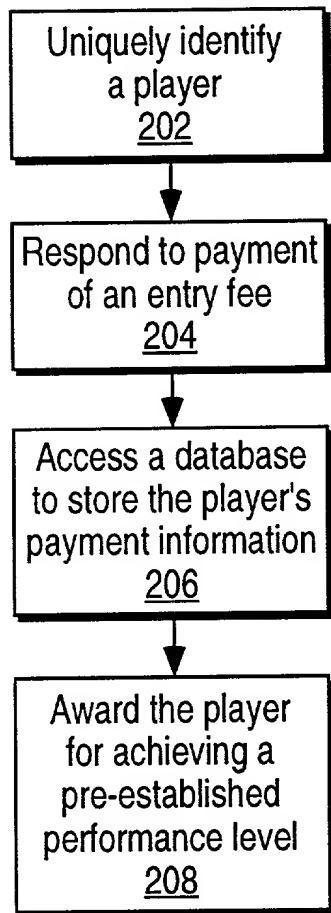 Uniquely identify
a player
202
Respond to payment
of an entry fee
204
Access a database
to store the player's
payment information
206
Award the player
for achieving a
pre-established
performance level
208